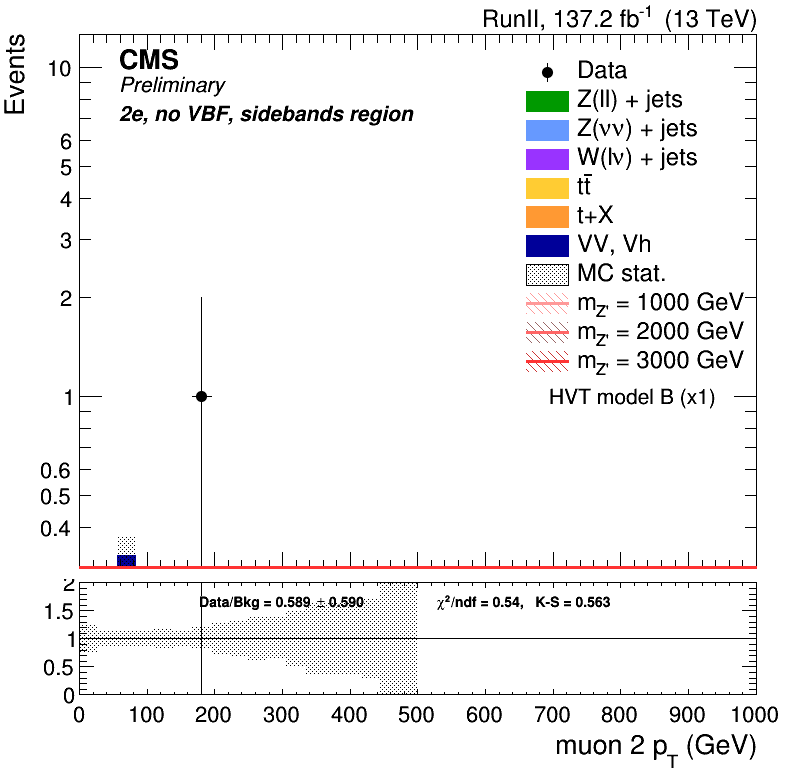 RunII, 137.2 fb⁻¹ (13 TeV)
Events
CMS
Preliminary
2e, no VBF, sidebands region
Data
Z(ll) + jets
Z(νν) + jets
W(lν) + jets
tt̄
t+X
VV, Vh
MC stat.
m_Z' = 1000 GeV
m_Z' = 2000 GeV
m_Z' = 3000 GeV
HVT model B (x1)
10
6
5
4
3
2
1
0.6
0.5
0.4
Data/Bkg = 0.589 ± 0.590 χ²/ndf = 0.54, K-S = 0.563
2
1.5
1
0.5
0
0 100 200 300 400 500 600 700 800 900 1000
muon 2 p_T (GeV)